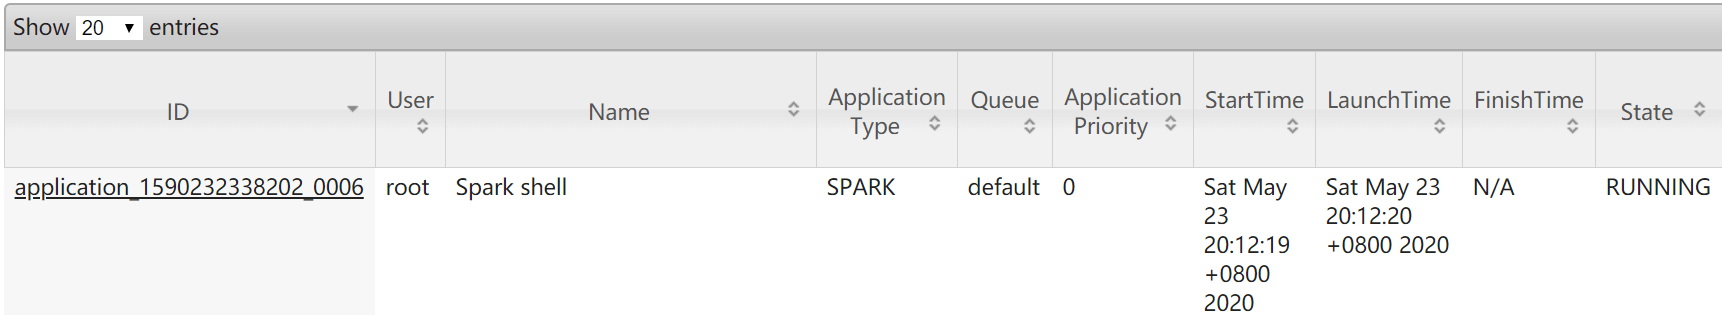 Show 20 entries
ID
User
Name
Application
Type
Queue
Application
Priority
StartTime
LaunchTime
FinishTime
State
application_1590232338202_0006
root
Spark shell
SPARK
default
0
Sat May
23
20:12:19
+0800
2020
Sat May 23
20:12:20
+0800 2020
N/A
RUNNING